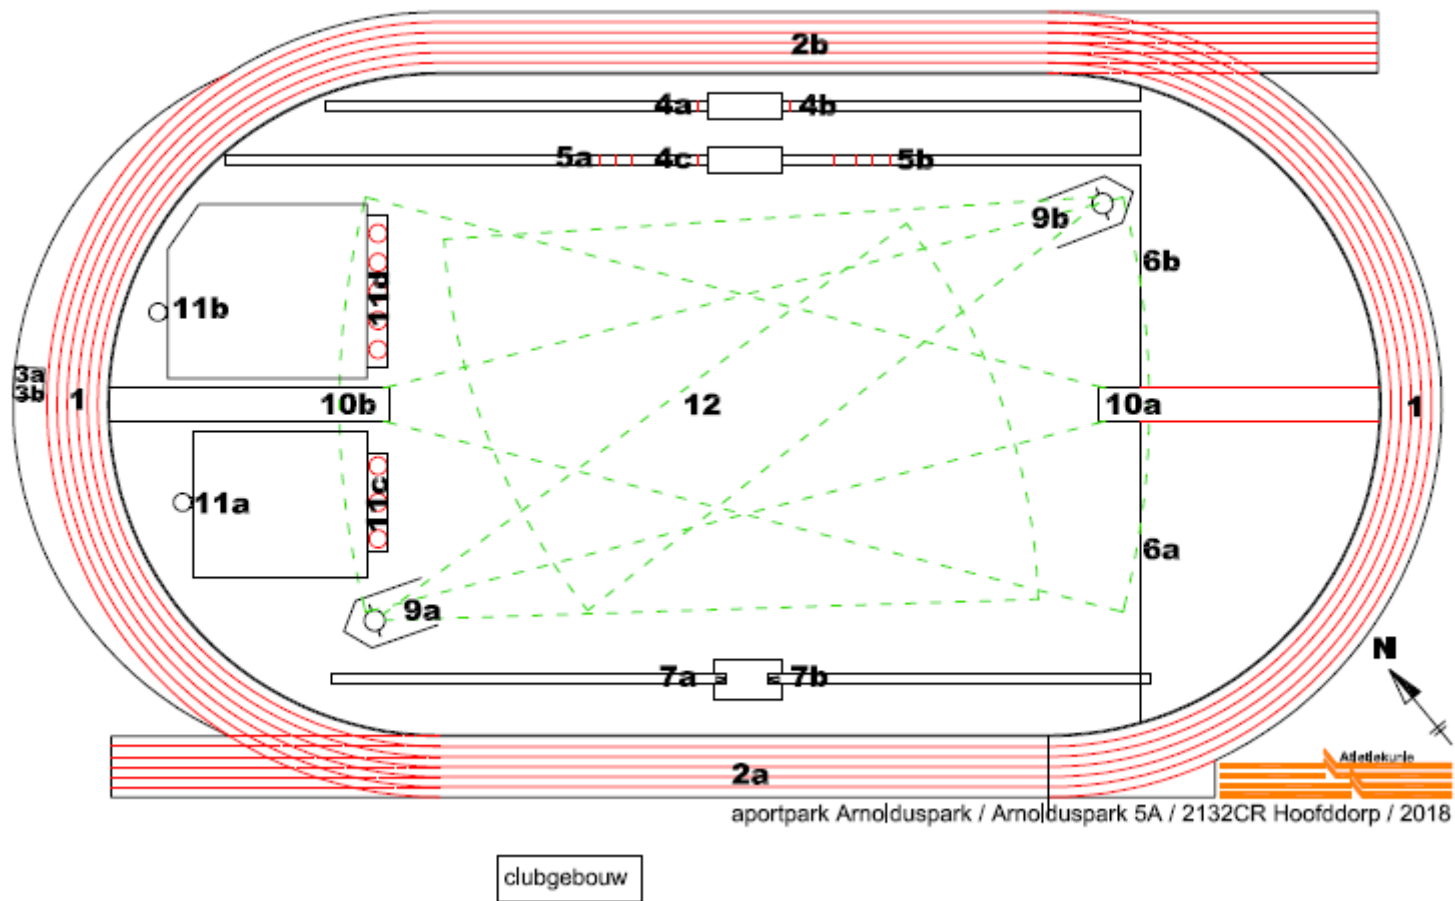 2b
4a 4b
5a 4c 5b
9b
6b
11d
11b
3a
3b 1 10b 12 10a 1
11c
11a
6a
9a
N
7a 7b
Atletiekunie
2a
aportpark Arnolduspark / Arnolduspark 5A / 2132CR Hoofddorp / 2018
clubgebouw